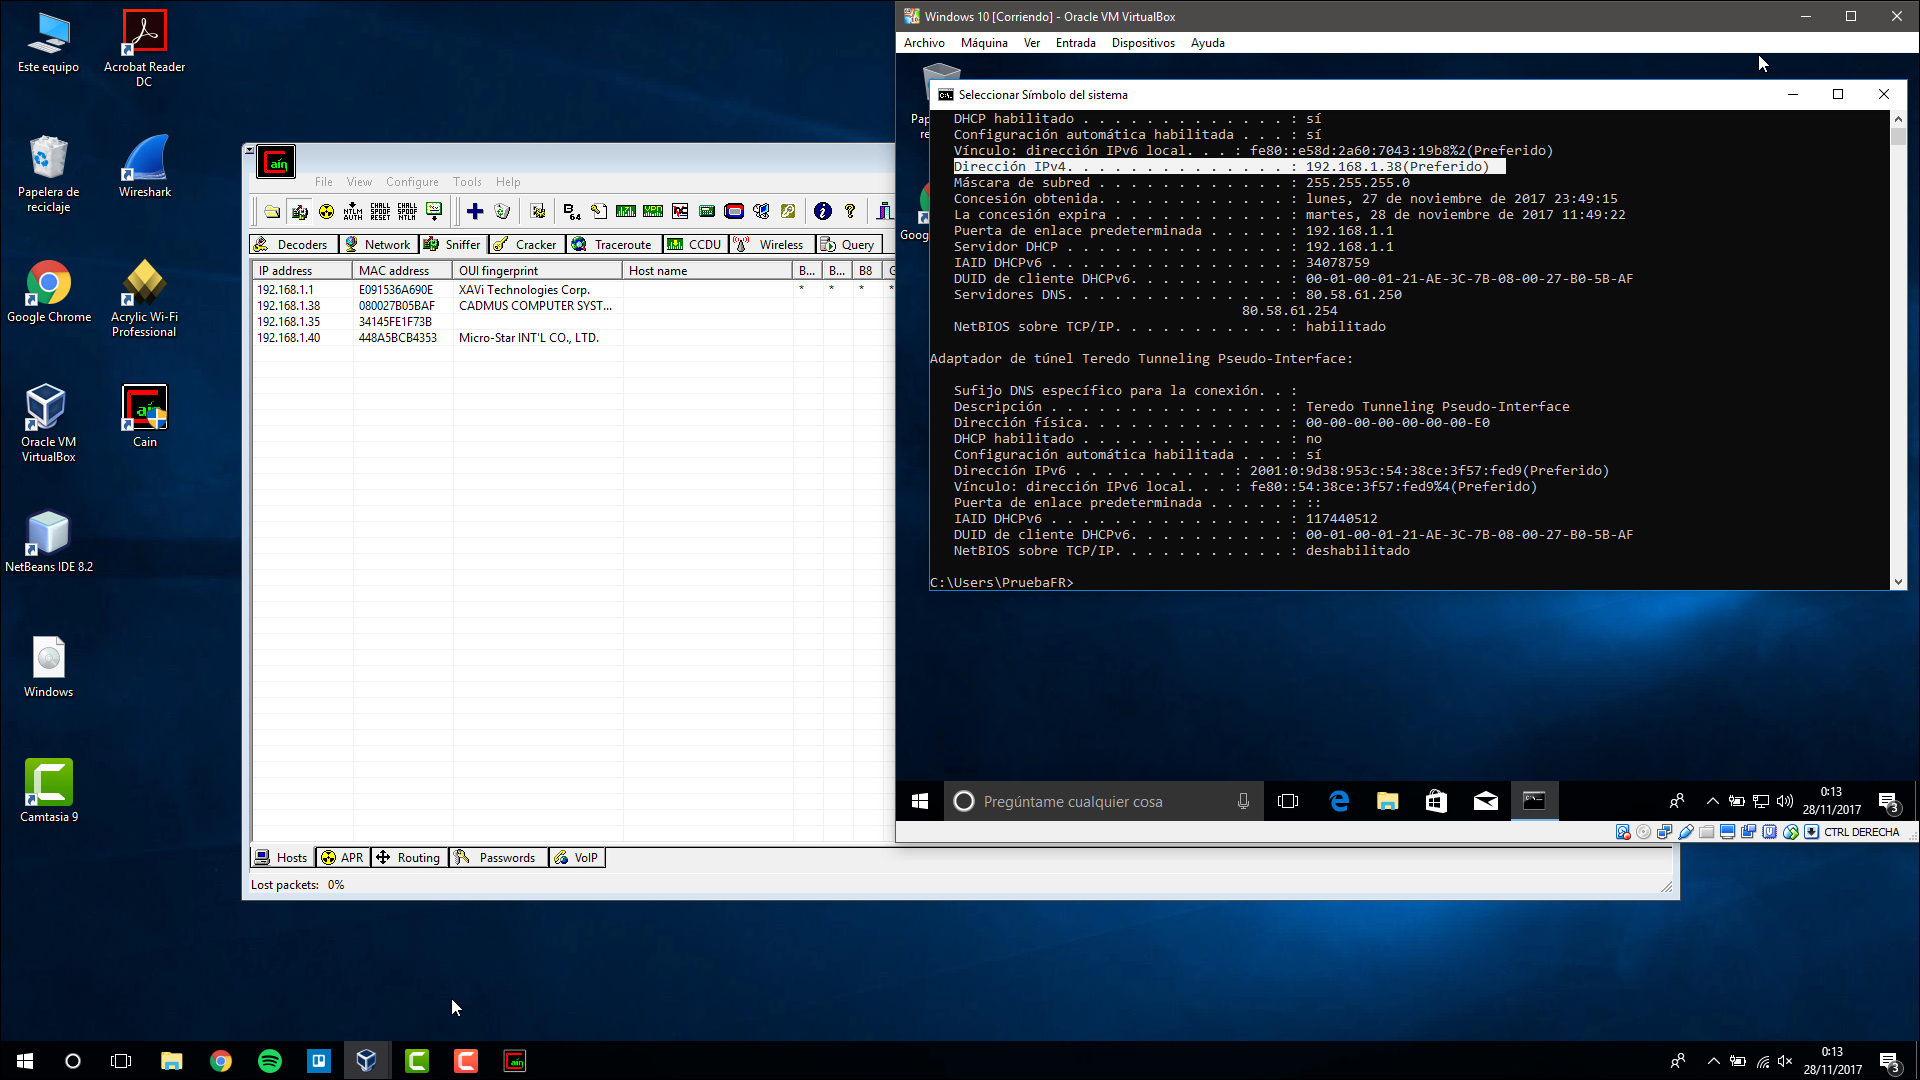 Este equipo
Acrobat Reader
DC
Papelera de
reciclaje
Wireshark
Google Chrome
Acrylic Wi-Fi
Professional
Oracle VM
VirtualBox
Cain
NetBeans IDE 8.2
Windows
Camtasia 9
File View Configure Tools Help
Decoders Network Sniffer Cracker Traceroute CCDU Wireless Query
IP address MAC address OUI fingerprint Host name B... B... B8 G
192.168.1.1 E091536A690E XAVi Technologies Corp. * * * *
192.168.1.38 080027B05BAF CADMUS COMPUTER SYST...
192.168.1.35 34145FE1F73B
192.168.1.40 448A5BCB4353 Micro-Star INT'L CO., LTD.
Hosts APR Routing Passwords VoIP
Lost packets: 0%
Windows 10 [Corriendo] - Oracle VM VirtualBox
Archivo Máquina Ver Entrada Dispositivos Ayuda
Pap
re
Goog
Seleccionar Símbolo del sistema
DHCP habilitado . . . . . . . . . . . . . : sí
Configuración automática habilitada . . . : sí
Vínculo: dirección IPv6 local. . . : fe80::e58d:2a60:7043:19b8%2(Preferido)
Dirección IPv4. . . . . . . . . . . . . . : 192.168.1.38(Preferido)
Máscara de subred . . . . . . . . . . . . : 255.255.255.0
Concesión obtenida. . . . . . . . . . . . : lunes, 27 de noviembre de 2017 23:49:15
La concesión expira . . . . . . . . . . . : martes, 28 de noviembre de 2017 11:49:22
Puerta de enlace predeterminada . . . . . : 192.168.1.1
Servidor DHCP . . . . . . . . . . . . . . : 192.168.1.1
IAID DHCPv6 . . . . . . . . . . . . . . . : 34078759
DUID de cliente DHCPv6. . . . . . . . . . : 00-01-00-01-21-AE-3C-7B-08-00-27-B0-5B-AF
Servidores DNS. . . . . . . . . . . . . . : 80.58.61.250
80.58.61.254
NetBIOS sobre TCP/IP. . . . . . . . . . . : habilitado
Adaptador de túnel Teredo Tunneling Pseudo-Interface:
Sufijo DNS específico para la conexión. . :
Descripción . . . . . . . . . . . . . . . : Teredo Tunneling Pseudo-Interface
Dirección física. . . . . . . . . . . . . : 00-00-00-00-00-00-00-E0
DHCP habilitado . . . . . . . . . . . . . : no
Configuración automática habilitada . . . : sí
Dirección IPv6 . . . . . . . . . . : 2001:0:9d38:953c:54:38ce:3f57:fed9(Preferido)
Vínculo: dirección IPv6 local. . . : fe80::54:38ce:3f57:fed9%4(Preferido)
Puerta de enlace predeterminada . . . . . : ::
IAID DHCPv6 . . . . . . . . . . . . . . . : 117440512
DUID de cliente DHCPv6. . . . . . . . . . : 00-01-00-01-21-AE-3C-7B-08-00-27-B0-5B-AF
NetBIOS sobre TCP/IP. . . . . . . . . . . : deshabilitado
C:\Users\PruebaFR>
Pregúntame cualquier cosa
0:13
28/11/2017
3
CTRL DERECHA
0:13
28/11/2017
3